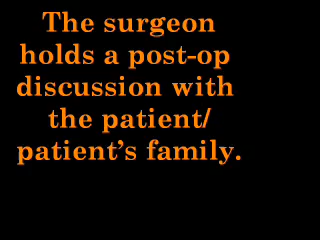 The surgeon
holds a post-op
discussion with
the patient/
patient’s family.